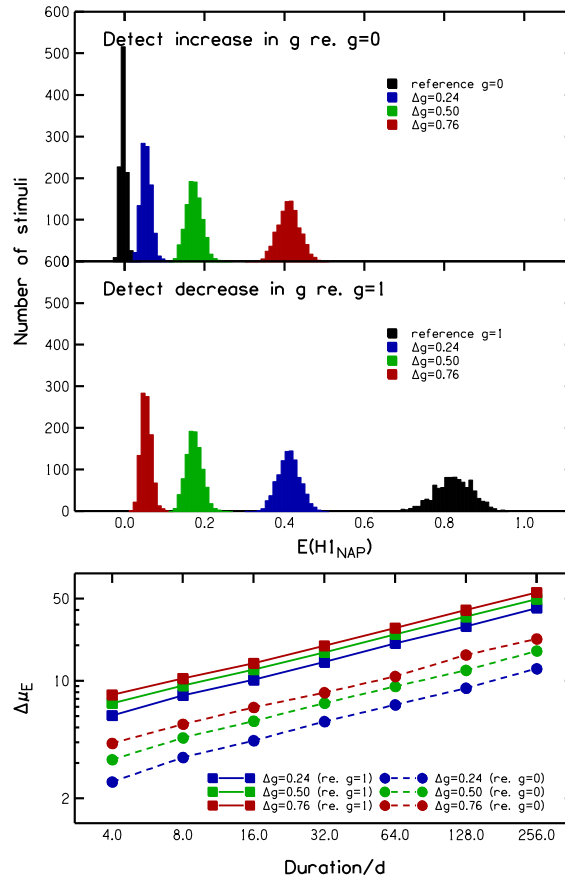 600
Detect increase in g re. g=0
500
reference g=0
Δg=0.24
400
Δg=0.50
Δg=0.76
300
200
100
Number of stimuli
600
Detect decrease in g re. g=1
500
reference g=1
400
Δg=0.24
Δg=0.50
300
Δg=0.76
200
100
0
0.0 0.2 0.4 0.6 0.8 1.0
E(H1NAP)
50
10
2
ΔμE
Δg=0.24 (re. g=1) Δg=0.24 (re. g=0)
Δg=0.50 (re. g=1) Δg=0.50 (re. g=0)
Δg=0.76 (re. g=1) Δg=0.76 (re. g=0)
4.0 8.0 16.0 32.0 64.0 128.0 256.0
Duration/d